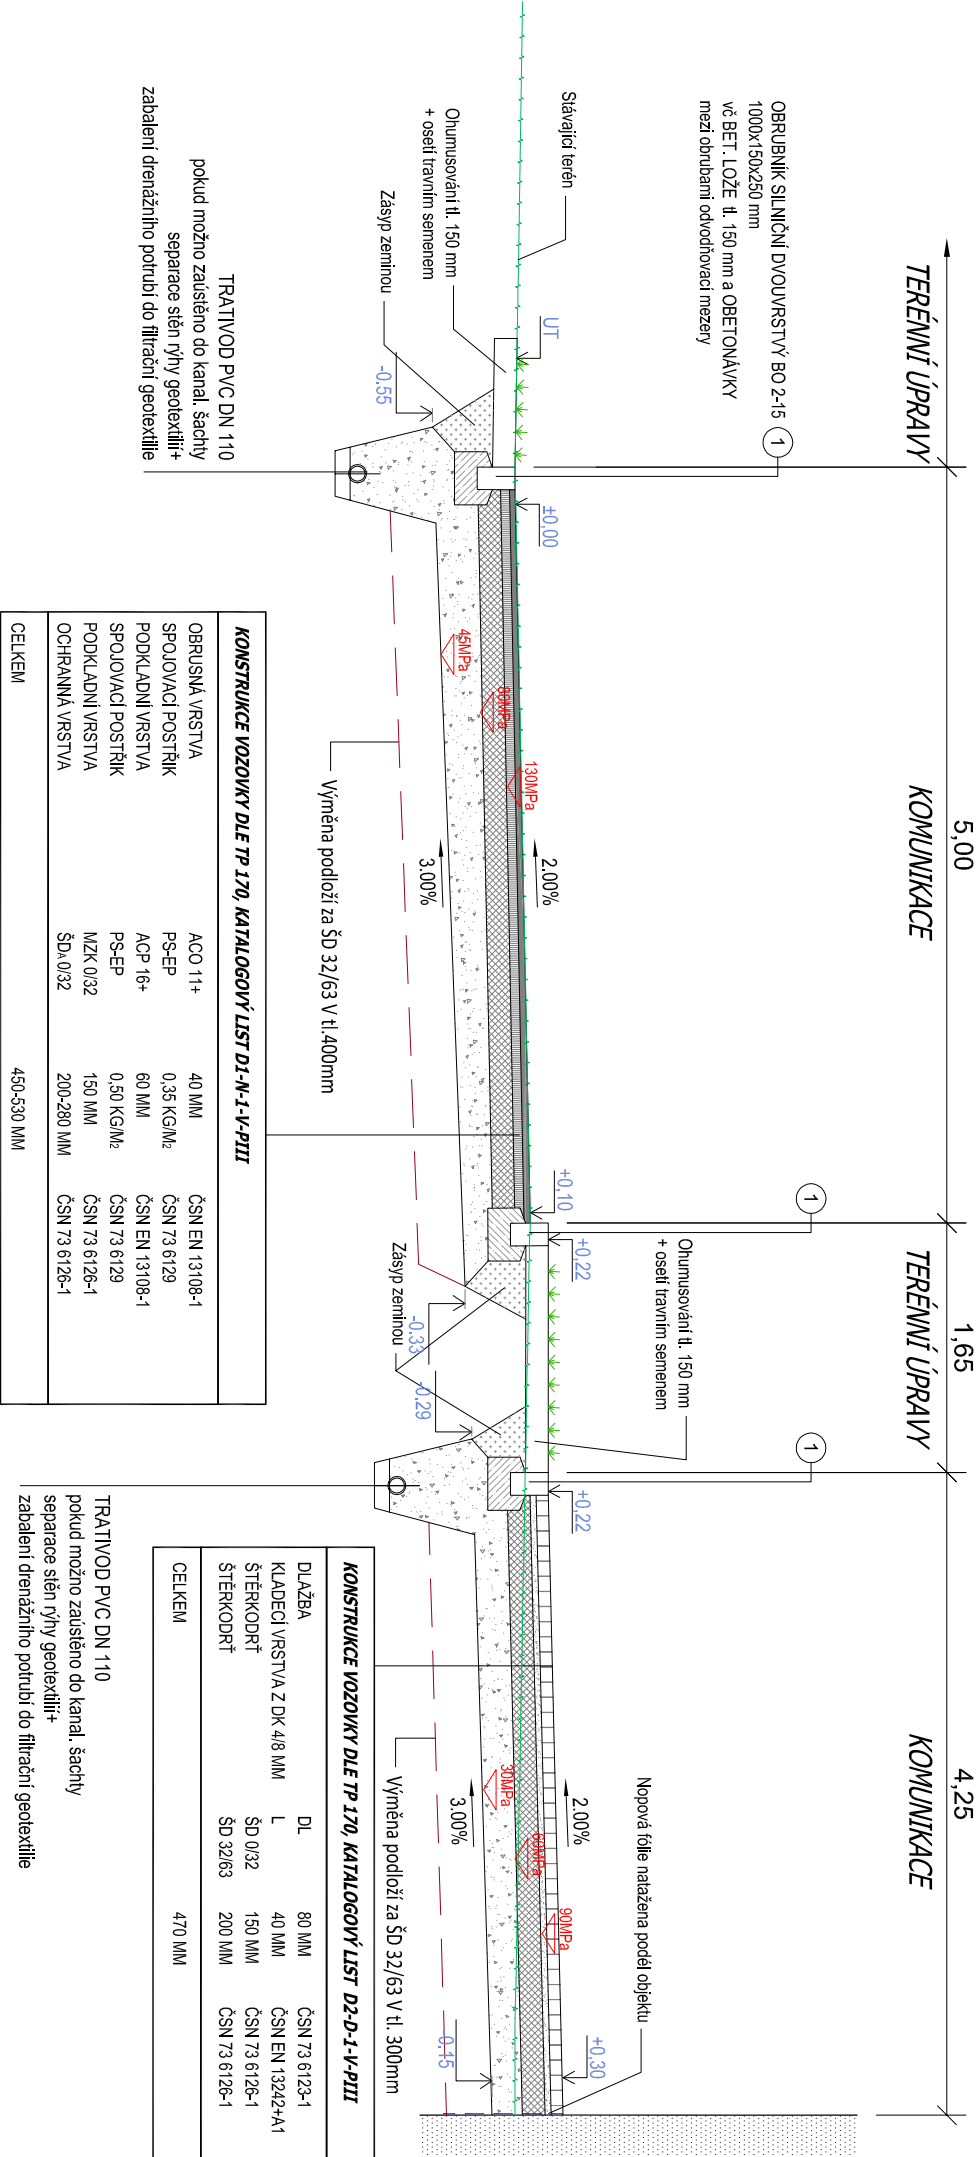 TERÉNNÍ ÚPRAVY
5,00
KOMUNIKACE
1,65
TERÉNNÍ ÚPRAVY
4,25
KOMUNIKACE
OBRUBNÍK SILNIČNÍ DVOUVRSTVÝ BO 2-15
1000x150x250 mm
vč BET. LOŽE tl. 150 mm a OBETONÁVKY
mezi obrubami odvodňovací mezery
1
1
1
Stávající terén
Ohumusování tl. 150 mm
+ osetí travním semenem
Zásyp zeminou
UT
-0.55
±0,00
+0,10
+0,22
Ohumusování tl. 150 mm
+ osetí travním semenem
+0,22
Nopová fólie natažena podél objektu
+0,30
130MPa
80MPa
45MPa
2.00%
3.00%
Zásyp zeminou
-0.33
-0.29
90MPa
60MPa
30MPa
2.00%
3.00%
-0.15
Výměna podloží za ŠD 32/63 V tl.400mm
Výměna podloží za ŠD 32/63 V tl. 300mm
TRATIVOD PVC DN 110
pokud možno zaústěno do kanal. šachty
separace stěn rýhy geotextilií+
zabalení drenážního potrubí do filtrační geotextilie
KONSTRUKCE VOZOVKY DLE TP 170, KATALOGOVÝ LIST D1-N-1-V-PIII
OBRUSNÁ VRSTVA ACO 11+ 40 MM ČSN EN 13108-1
SPOJOVACÍ POSTŘIK PS-EP 0,35 KG/M2 ČSN 73 6129
PODKLADNÍ VRSTVA ACP 16+ 60 MM ČSN EN 13108-1
SPOJOVACÍ POSTŘIK PS-EP 0,50 KG/M2 ČSN 73 6129
PODKLADNÍ VRSTVA MZK 0/32 150 MM ČSN 73 6126-1
OCHRANNÁ VRSTVA ŠDA 0/32 200-280 MM ČSN 73 6126-1
CELKEM 450-530 MM
KONSTRUKCE VOZOVKY DLE TP 170, KATALOGOVÝ LIST D2-D-1-V-PIII
DLAŽBA DL 80 MM ČSN 73 6123-1
KLADECÍ VRSTVA Z DK 4/8 MM L 40 MM ČSN EN 13242+A1
ŠTĚRKODRŤ ŠD 0/32 150 MM ČSN 73 6126-1
ŠTĚRKODRŤ ŠD 32/63 200 MM ČSN 73 6126-1
CELKEM 470 MM
TRATIVOD PVC DN 110
pokud možno zaústěno do kanal. šachty
separace stěn rýhy geotextilií+
zabalení drenážního potrubí do filtrační geotextilie